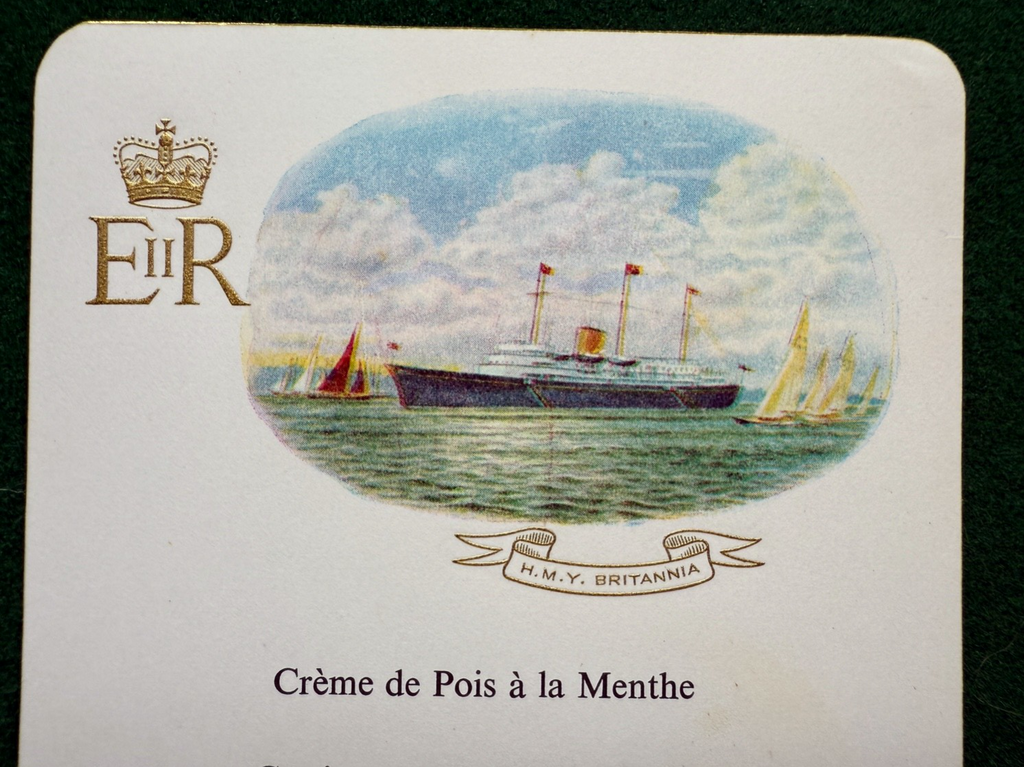 EIIR
H.M.Y. BRITANNIA
Crème de Pois à la Menthe